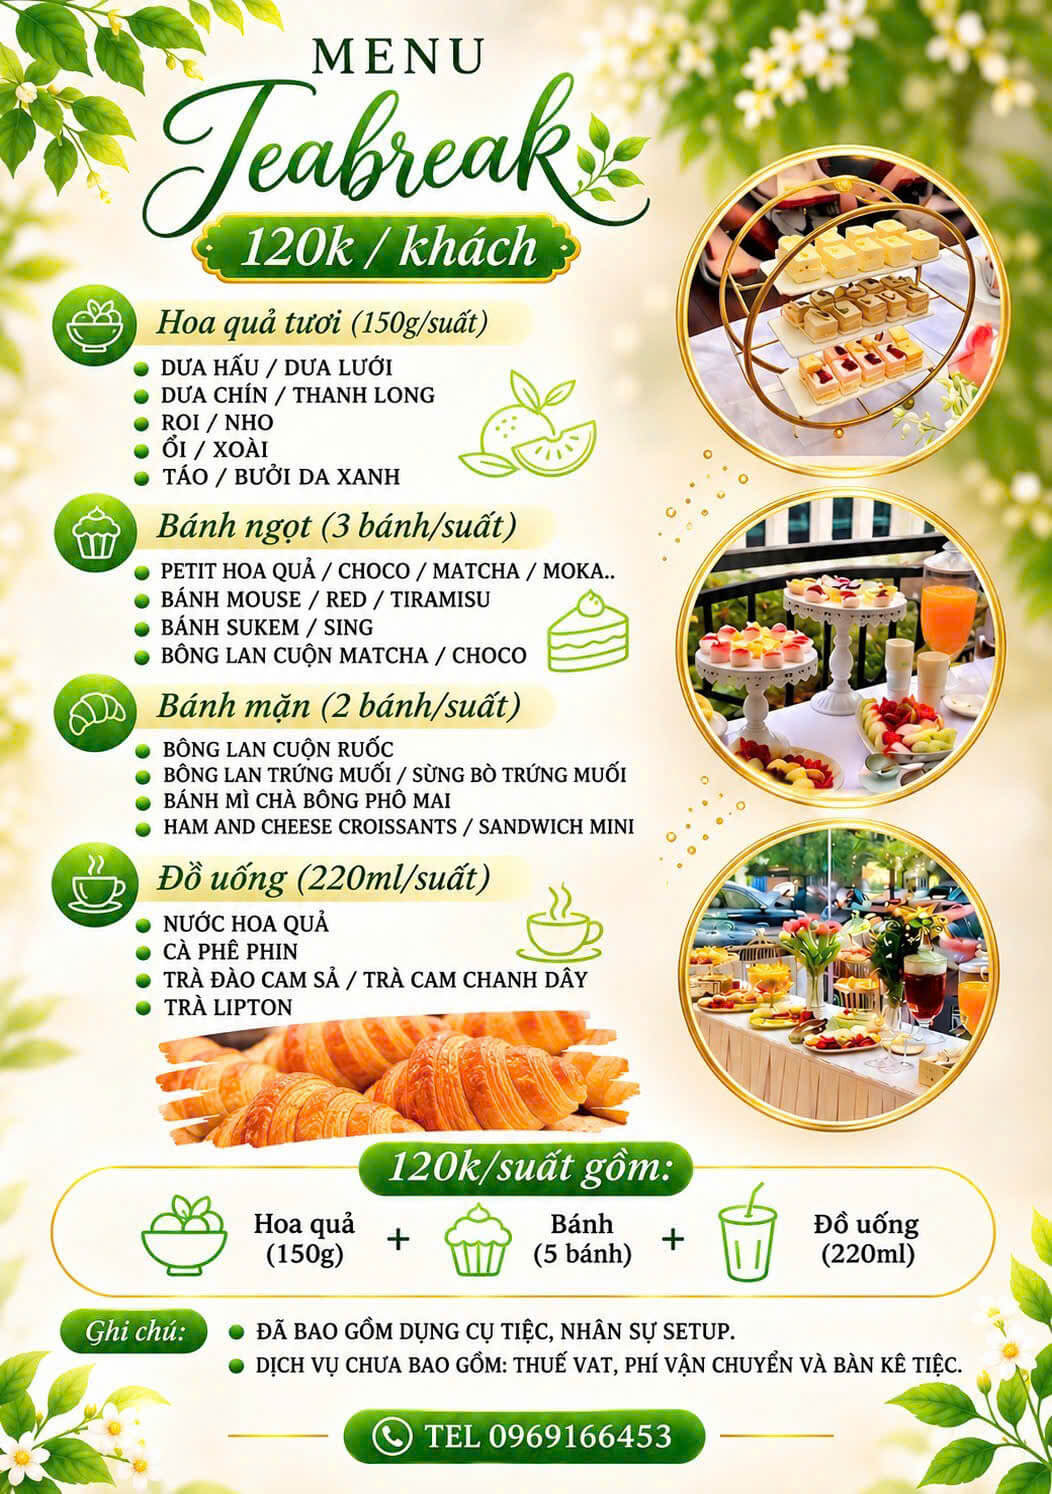 MENU
Teabreak
120k / khách
Hoa quả tươi (150g/suất)
DƯA HẤU / DƯA LƯỚI
DƯA CHÍN / THANH LONG
ROI / NHO
ỔI / XOÀI
TÁO / BƯỞI DA XANH
Bánh ngọt (3 bánh/suất)
PETIT HOA QUẢ / CHOCO / MATCHA / MOKA..
BÁNH MOUSE / RED / TIRAMISU
BÁNH SUKEM / SING
BÔNG LAN CUỘN MATCHA / CHOCO
Bánh mặn (2 bánh/suất)
BÔNG LAN CUỘN RUỐC
BÔNG LAN TRỨNG MUỐI / SỪNG BÒ TRỨNG MUỐI
BÁNH MÌ CHÀ BÔNG PHÔ MAI
HAM AND CHEESE CROISSANTS / SANDWICH MINI
Đồ uống (220ml/suất)
NƯỚC HOA QUẢ
CÀ PHÊ PHIN
TRÀ ĐÀO CAM SẢ / TRÀ CAM CHANH DÂY
TRÀ LIPTON
120k/suất gồm:
Hoa quả
(150g)
+
Bánh
(5 bánh)
+
Đồ uống
(220ml)
Ghi chú:
ĐÃ BAO GỒM DỤNG CỤ TIỆC, NHÂN SỰ SETUP.
DỊCH VỤ CHƯA BAO GỒM: THUẾ VAT, PHÍ VẬN CHUYỂN VÀ BÀN KÊ TIỆC.
TEL 0969166453